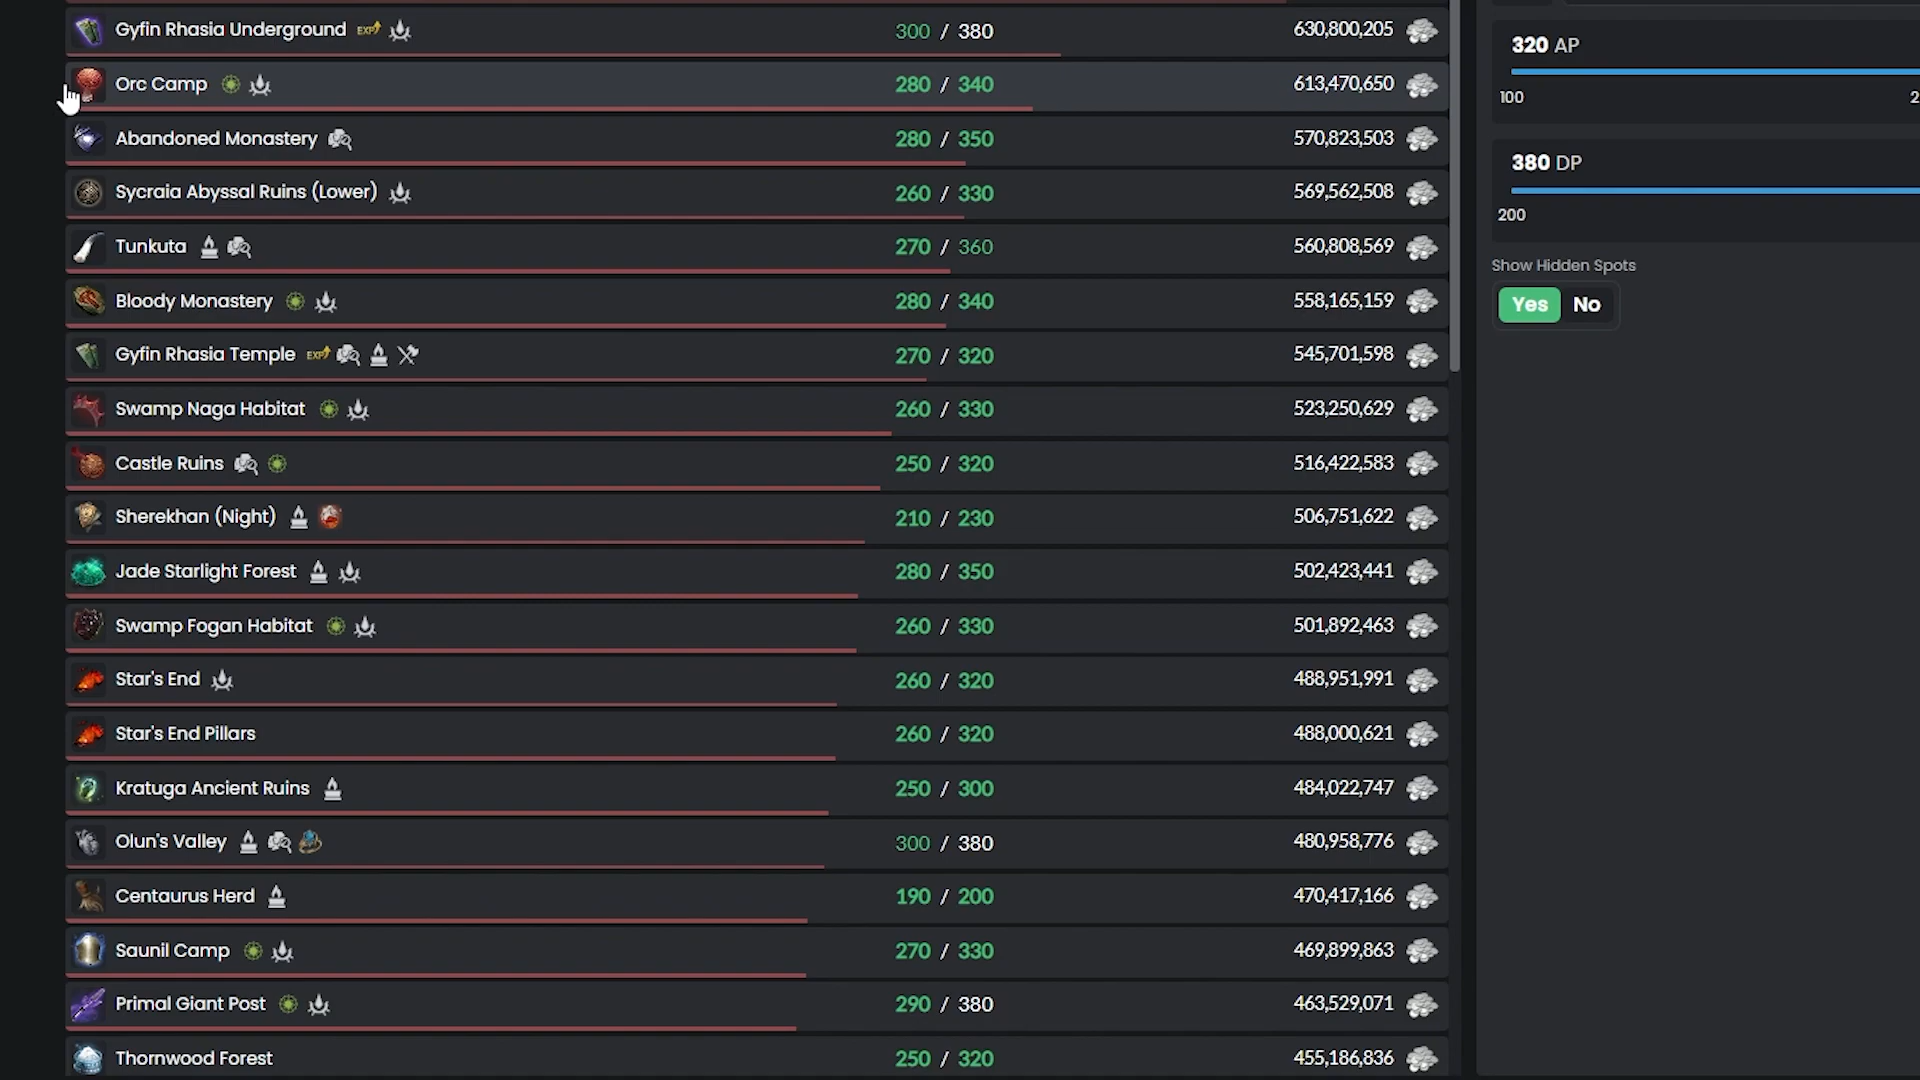 Gyfin Rhasia Underground EXP 300 / 380 630,800,205
Orc Camp 280 / 340 613,470,650
Abandoned Monastery 280 / 350 570,823,503
Sycraia Abyssal Ruins (Lower) 260 / 330 569,562,508
Tunkuta 270 / 360 560,808,569
Bloody Monastery 280 / 340 558,165,159
Gyfin Rhasia Temple EXP 270 / 320 545,701,598
Swamp Naga Habitat 260 / 330 523,250,629
Castle Ruins 250 / 320 516,422,583
Sherekhan (Night) 210 / 230 506,751,622
Jade Starlight Forest 280 / 350 502,423,441
Swamp Fogan Habitat 260 / 330 501,892,463
Star's End 260 / 320 488,951,991
Star's End Pillars 260 / 320 488,000,621
Kratuga Ancient Ruins 250 / 300 484,022,747
Olun's Valley 300 / 380 480,958,776
Centaurus Herd 190 / 200 470,417,166
Saunil Camp 270 / 330 469,899,863
Primal Giant Post 290 / 380 463,529,071
Thornwood Forest 250 / 320 455,186,836
320 AP
100 2
380 DP
200
Show Hidden Spots
Yes No